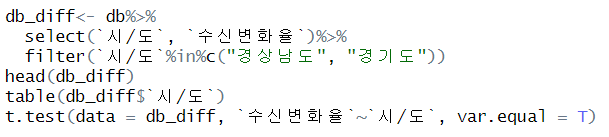 db_diff<- db%>%
  select(`시/도`, `수신변화율`)%>%
  filter(`시/도`%in%c("경상남도", "경기도"))
head(db_diff)
table(db_diff$`시/도`)
t.test(data = db_diff, `수신변화율`~`시/도`, var.equal = T)